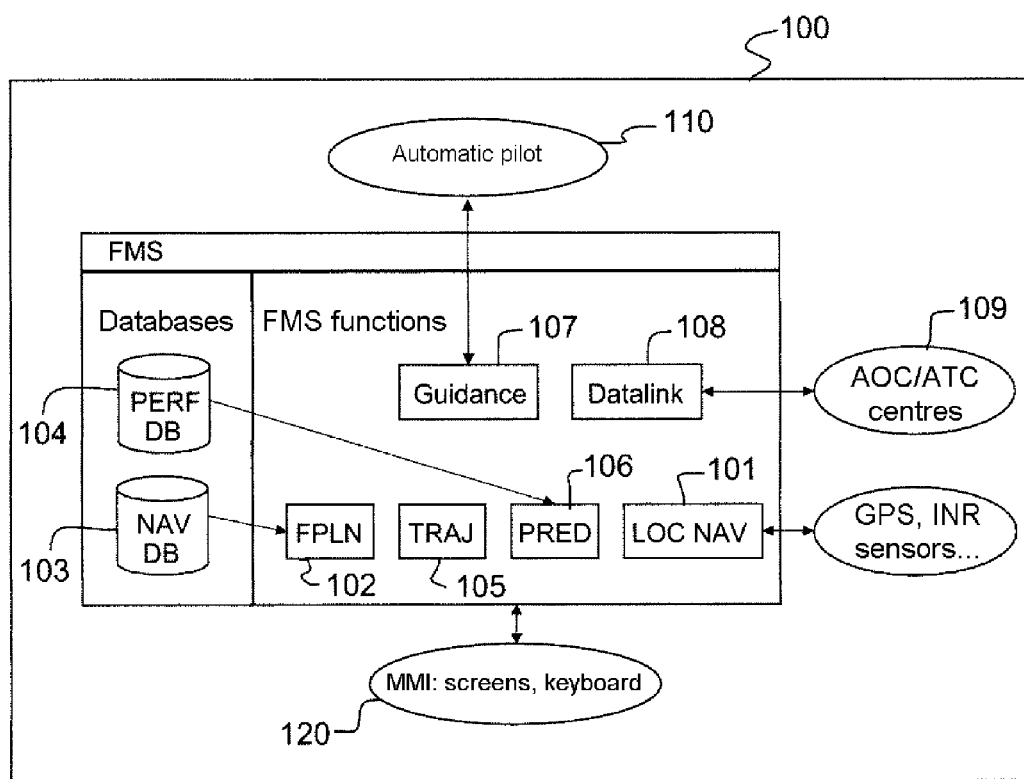 100
110
Automatic pilot
FMS
Databases
FMS functions
107
108
109
Guidance
Datalink
AOC/ATC
centres
104
PERF
DB
106
101
103
NAV
DB
FPLN
TRAJ
PRED
LOC NAV
GPS, INR
sensors...
102
105
MMI: screens, keyboard
120